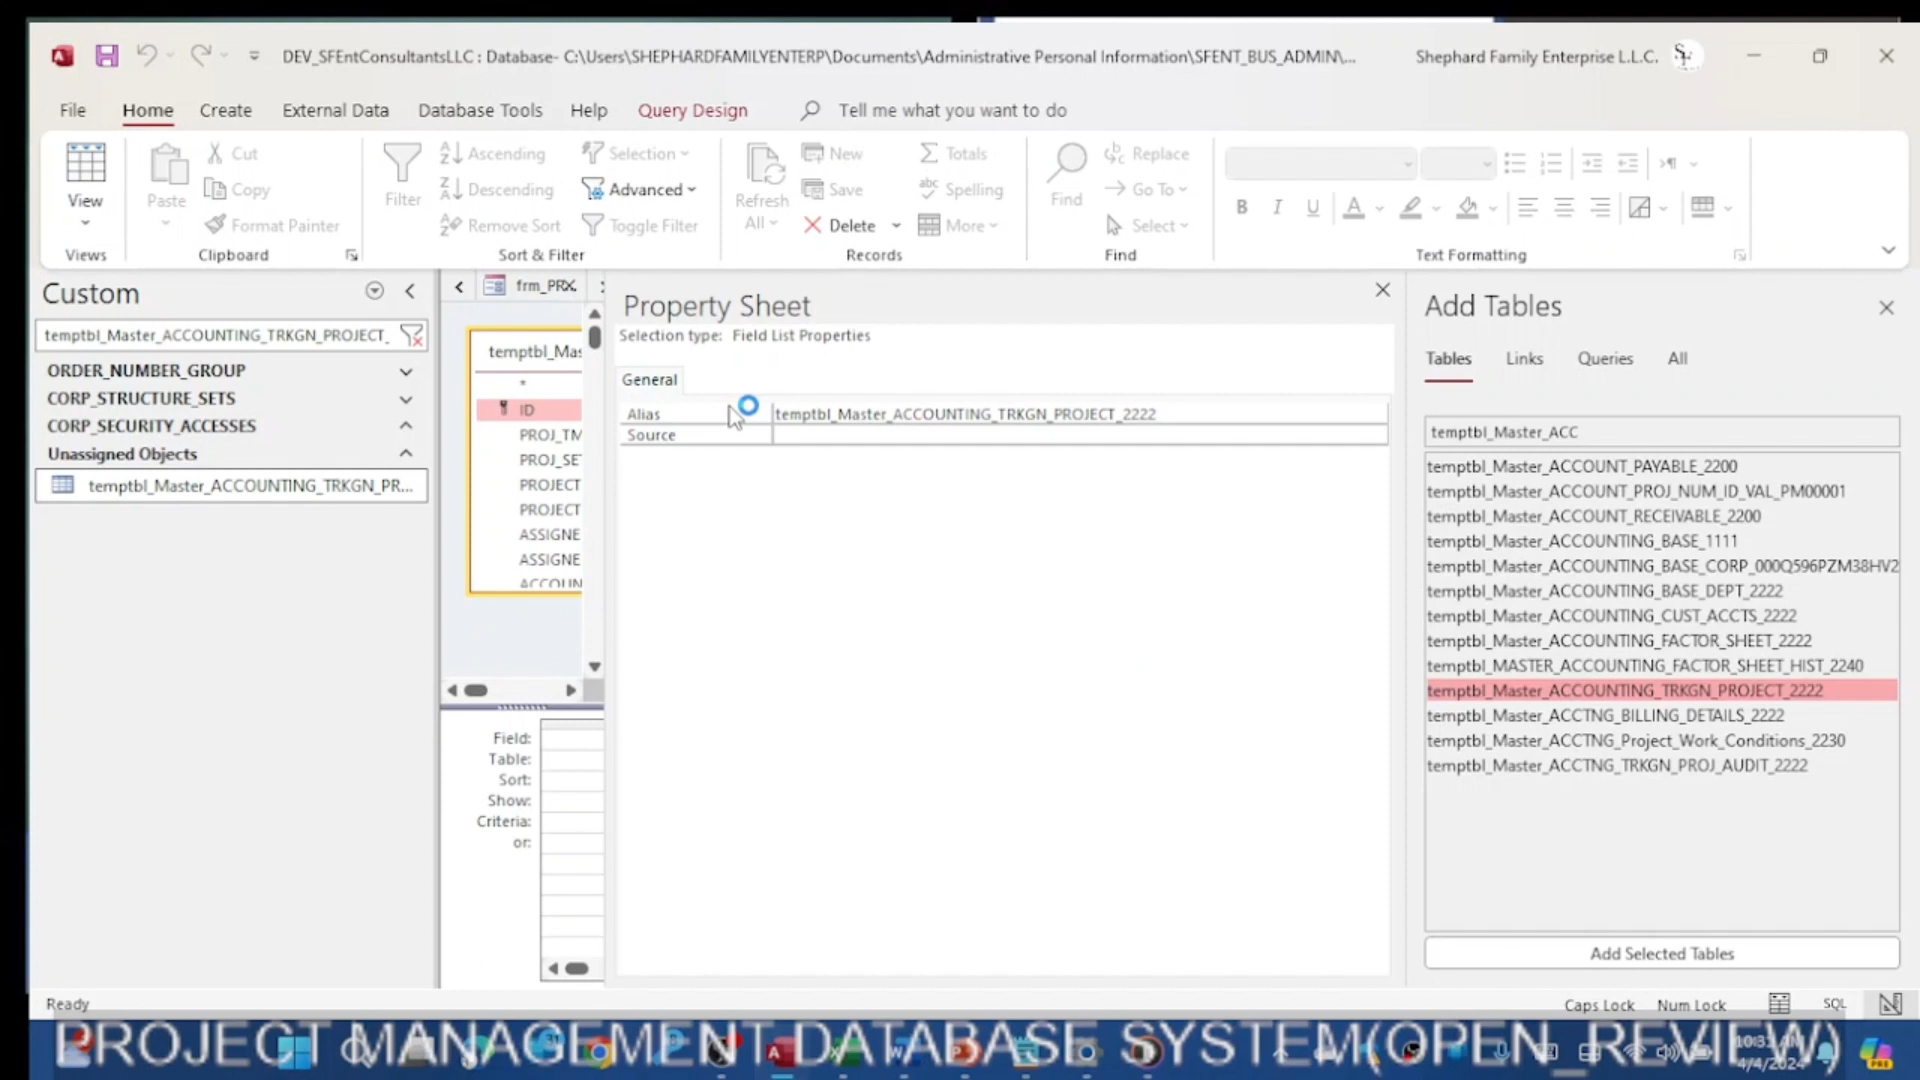 DEV_SFEntConsultantsLLC : Database- C:\Users\SHEPHARDFAMILYENTERP\Documents\Administrative Personal Information\SFENT_BUS_ADMIN\...
Shephard Family Enterprise L.L.C.
File Home Create External Data Database Tools Help Query Design Tell me what you want to do
View
Views
Paste
Cut
Copy
Format Painter
Clipboard
Filter
Ascending
Descending
Remove Sort
Selection
Advanced
Toggle Filter
Sort & Filter
Refresh
All
New
Save
Delete
Totals
Spelling
More
Records
Find
Replace
Go To
Select
Find
B I U
Text Formatting
Custom
temptbl_Master_ACCOUNTING_TRKGN_PROJECT_
ORDER_NUMBER_GROUP
CORP_STRUCTURE_SETS
CORP_SECURITY_ACCESSES
Unassigned Objects
temptbl_Master_ACCOUNTING_TRKGN_PR...
frm_PRX
temptbl_Mas
*
ID
PROJ_TM
PROJ_SET
PROJECT
PROJECT
ASSIGNE
ASSIGNE
ACCOUN
Field:
Table:
Sort:
Show:
Criteria:
or:
Property Sheet
Selection type: Field List Properties
General
Alias temptbl_Master_ACCOUNTING_TRKGN_PROJECT_2222
Source
Add Tables
Tables Links Queries All
temptbl_Master_ACC
temptbl_Master_ACCOUNT_PAYABLE_2200
temptbl_Master_ACCOUNT_PROJ_NUM_ID_VAL_PM00001
temptbl_Master_ACCOUNT_RECEIVABLE_2200
temptbl_Master_ACCOUNTING_BASE_1111
temptbl_Master_ACCOUNTING_BASE_CORP_000Q596PZM38HV2
temptbl_Master_ACCOUNTING_BASE_DEPT_2222
temptbl_Master_ACCOUNTING_CUST_ACCTS_2222
temptbl_Master_ACCOUNTING_FACTOR_SHEET_2222
temptbl_MASTER_ACCOUNTING_FACTOR_SHEET_HIST_2240
temptbl_Master_ACCOUNTING_TRKGN_PROJECT_2222
temptbl_Master_ACCTNG_BILLING_DETAILS_2222
temptbl_Master_ACCTNG_Project_Work_Conditions_2230
temptbl_Master_ACCTNG_TRKGN_PROJ_AUDIT_2222
Add Selected Tables
Ready
Caps Lock Num Lock SQL
PROJECT MANAGEMENT DATABASE SYSTEM(OPEN_REVIEW)
4/4/2024